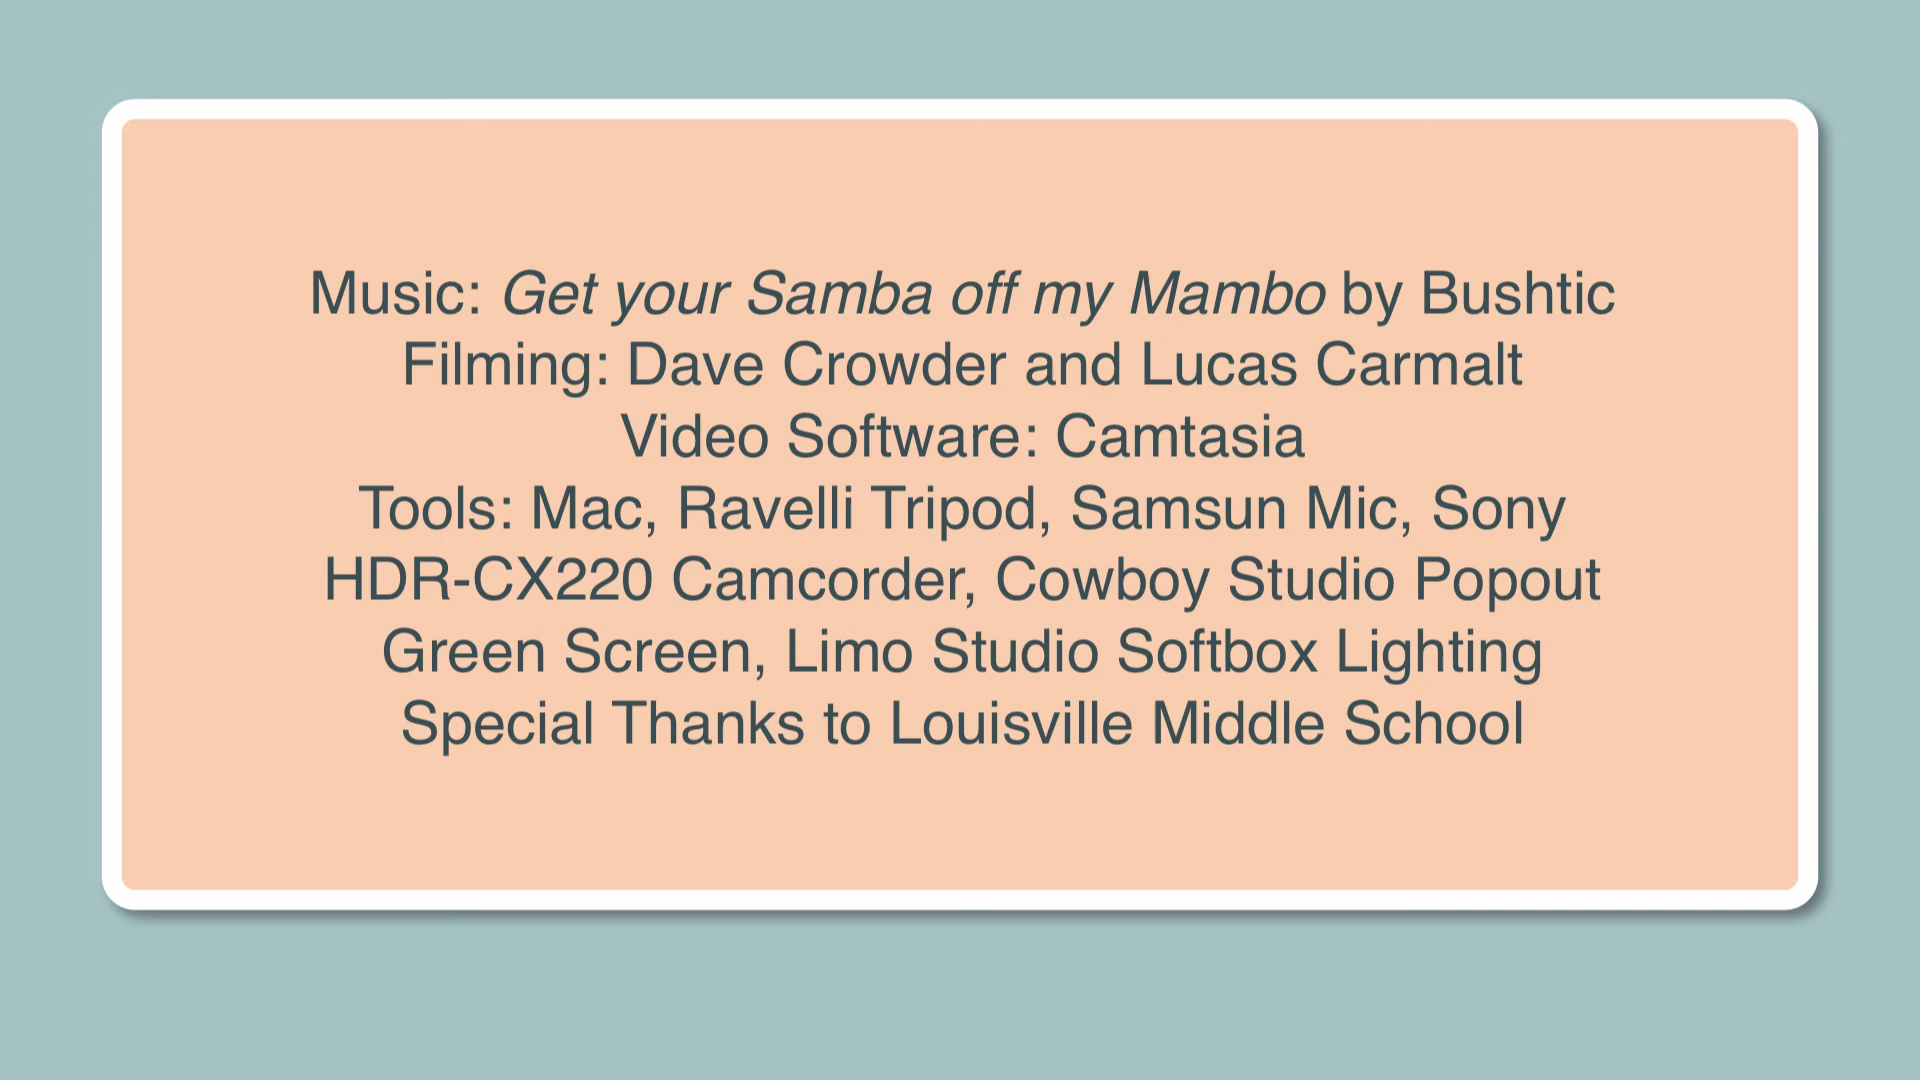 Music: Get your Samba off my Mambo by Bushtic
Filming: Dave Crowder and Lucas Carmalt
Video Software: Camtasia
Tools: Mac, Ravelli Tripod, Samsun Mic, Sony
HDR-CX220 Camcorder, Cowboy Studio Popout
Green Screen, Limo Studio Softbox Lighting
Special Thanks to Louisville Middle School